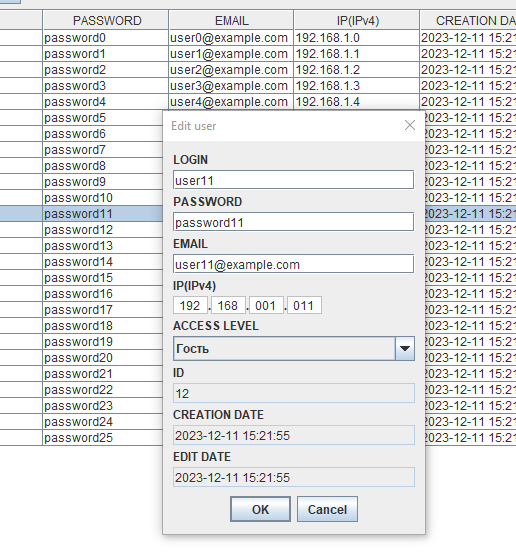 PASSWORD EMAIL IP(IPv4) CREATION DA
password0 user0@example.com 192.168.1.0 2023-12-11 15:21
password1 user1@example.com 192.168.1.1 2023-12-11 15:21
password2 user2@example.com 192.168.1.2 2023-12-11 15:21
password3 user3@example.com 192.168.1.3 2023-12-11 15:21
password4 user4@example.com 192.168.1.4 2023-12-11 15:21
password5 2023-12-11 15:21
password6 2023-12-11 15:21
password7 2023-12-11 15:21
password8 2023-12-11 15:21
password9 2023-12-11 15:21
password10 2023-12-11 15:21
password11 2023-12-11 15:21
password12 2023-12-11 15:21
password13 2023-12-11 15:21
password14 2023-12-11 15:21
password15 2023-12-11 15:21
password16 2023-12-11 15:21
password17 2023-12-11 15:21
password18 2023-12-11 15:21
password19 2023-12-11 15:21
password20 2023-12-11 15:21
password21 2023-12-11 15:21
password22 2023-12-11 15:21
password23 2023-12-11 15:21
password24 2023-12-11 15:21
password25 2023-12-11 15:21
Edit user
LOGIN
user11
PASSWORD
password11
EMAIL
user11@example.com
IP(IPv4)
192.168.001.011
ACCESS LEVEL
Гость
ID
12
CREATION DATE
2023-12-11 15:21:55
EDIT DATE
2023-12-11 15:21:55
OK Cancel